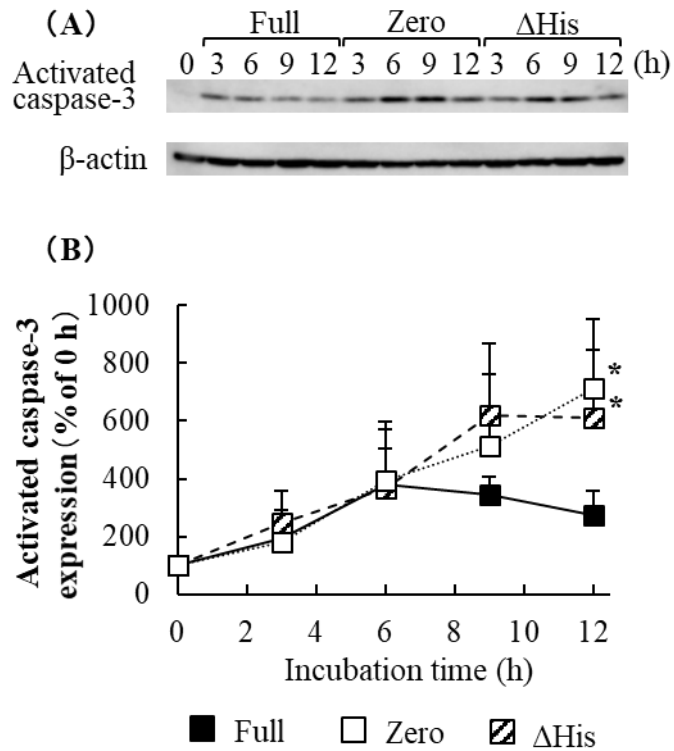 （A）
Full Zero ΔHis
0 3 6 9 12 3 6 9 12 3 6 9 12 (h)
Activated
caspase-3
β-actin
（B）
Activated caspase-3
expression（% of 0 h）
1000
800
600
400
200
0
*
*
0 2 4 6 8 10 12
Incubation time (h)
Full Zero ΔHis